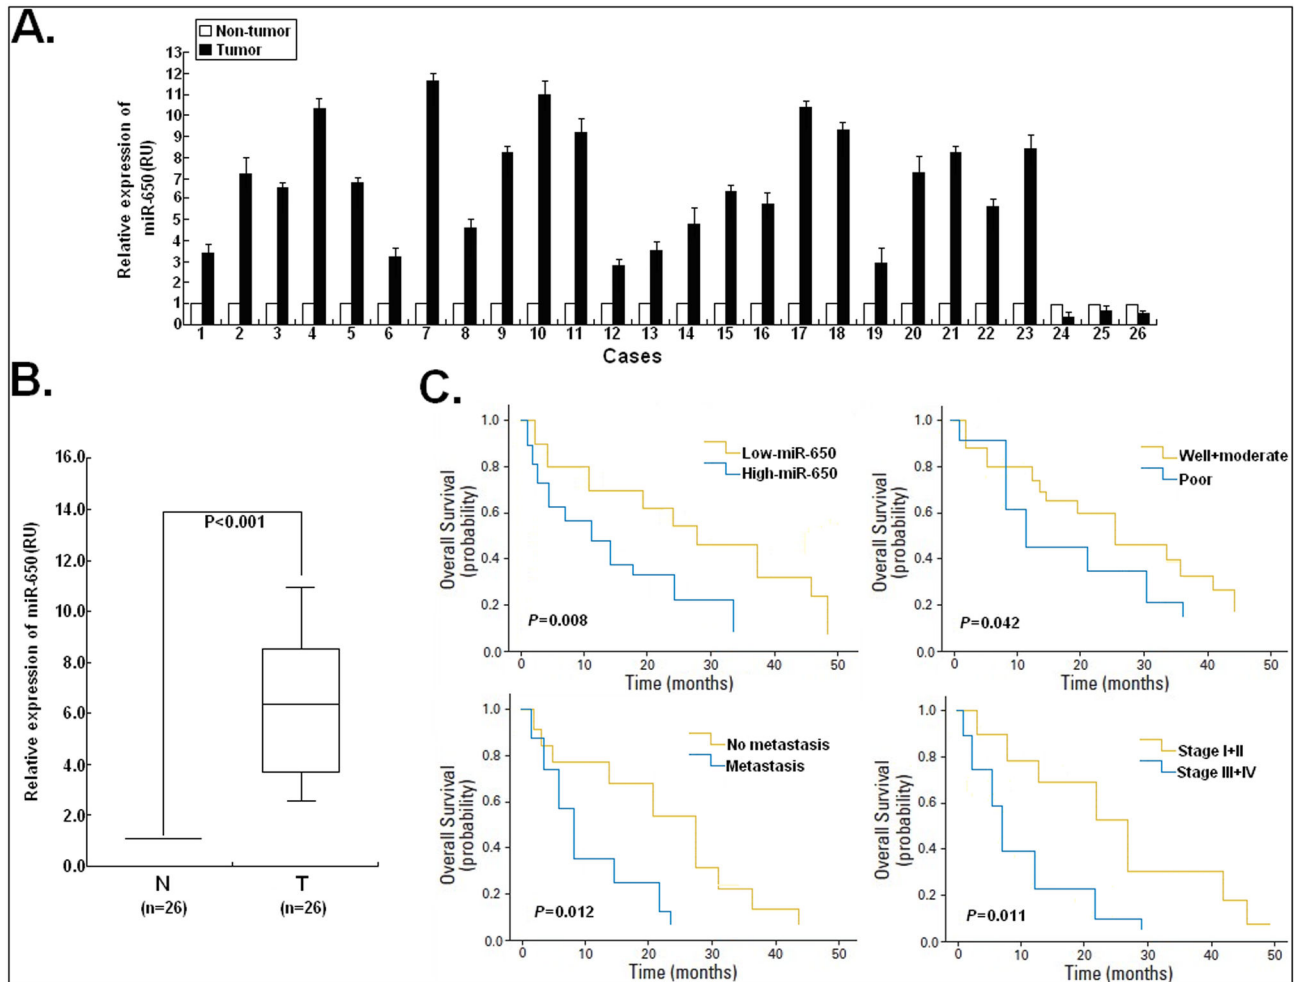 A.
Non-tumor
Tumor
Relative expression of
miR-650(RU)
13
12
11
10
9
8
7
6
5
4
3
2
1
0
1 2 3 4 5 6 7 8 9 10 11 12 13 14 15 16 17 18 19 20 21 22 23 24 25 26
Cases
B.
Relative expression of miR-650(RU)
16.0
14.0
12.0
10.0
8.0
6.0
4.0
2.0
0.0
P<0.001
N
T
(n=26)
(n=26)
C.
Overall Survival
(probability)
1.0
0.8
0.6
0.4
0.2
0.0
Low-miR-650
High-miR-650
P=0.008
0 10 20 30 40 50
Time (months)
Overall Survival
(probability)
1.0
0.8
0.6
0.4
0.2
0.0
Well+moderate
Poor
P=0.042
0 10 20 30 40 50
Time (months)
Overall Survival
(probability)
1.0
0.8
0.6
0.4
0.2
0.0
No metastasis
Metastasis
P=0.012
0 10 20 30 40 50
Time (months)
Overall Survival
(probability)
1.0
0.8
0.6
0.4
0.2
0.0
Stage I+II
Stage III+IV
P=0.011
0 10 20 30 40 50
Time (months)